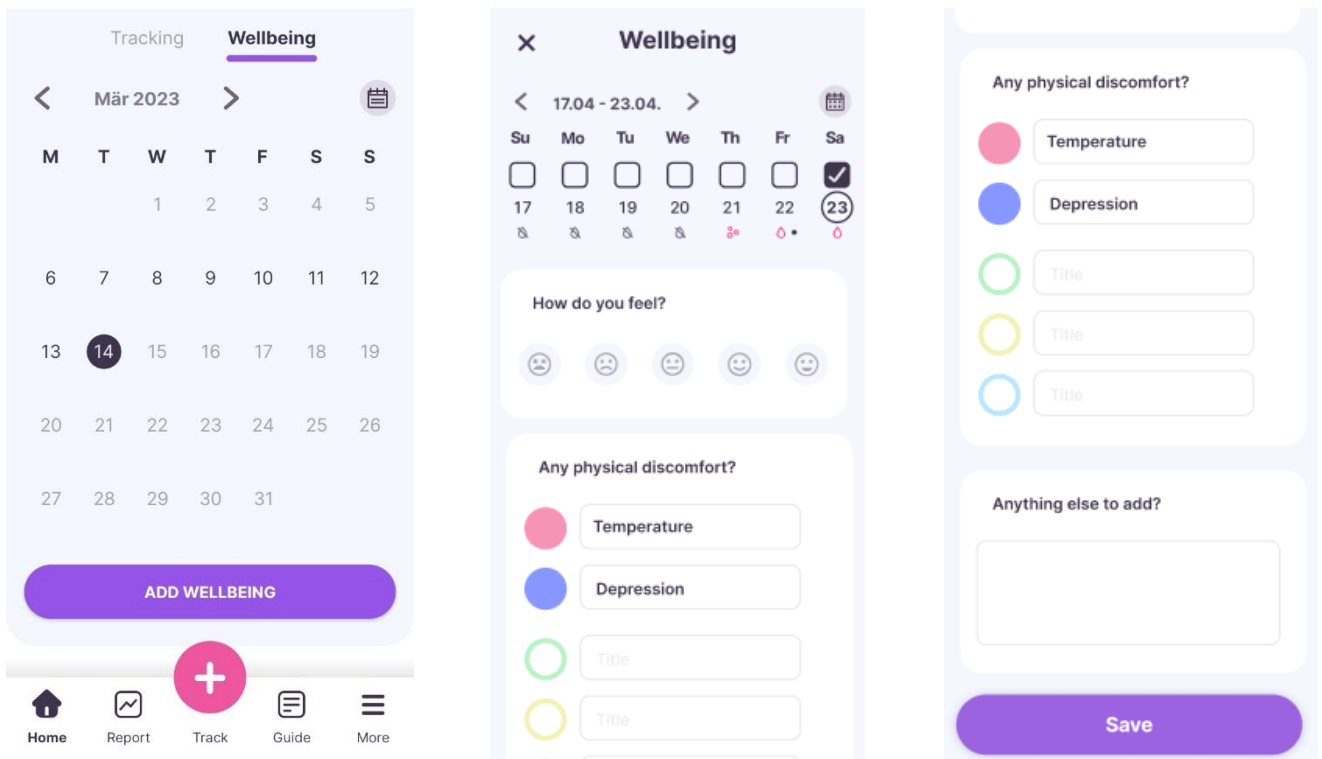 Tracking Wellbeing
Mär 2023
M T W T F S S
1 2 3 4 5
6 7 8 9 10 11 12
13 14 15 16 17 18 19
20 21 22 23 24 25 26
27 28 29 30 31
ADD WELLBEING
Home Report Track Guide More
Wellbeing
17.04 - 23.04.
Su Mo Tu We Th Fr Sa
17 18 19 20 21 22 23
How do you feel?
Any physical discomfort?
Temperature
Depression
Title
Title
Any physical discomfort?
Temperature
Depression
Title
Title
Title
Anything else to add?
Save